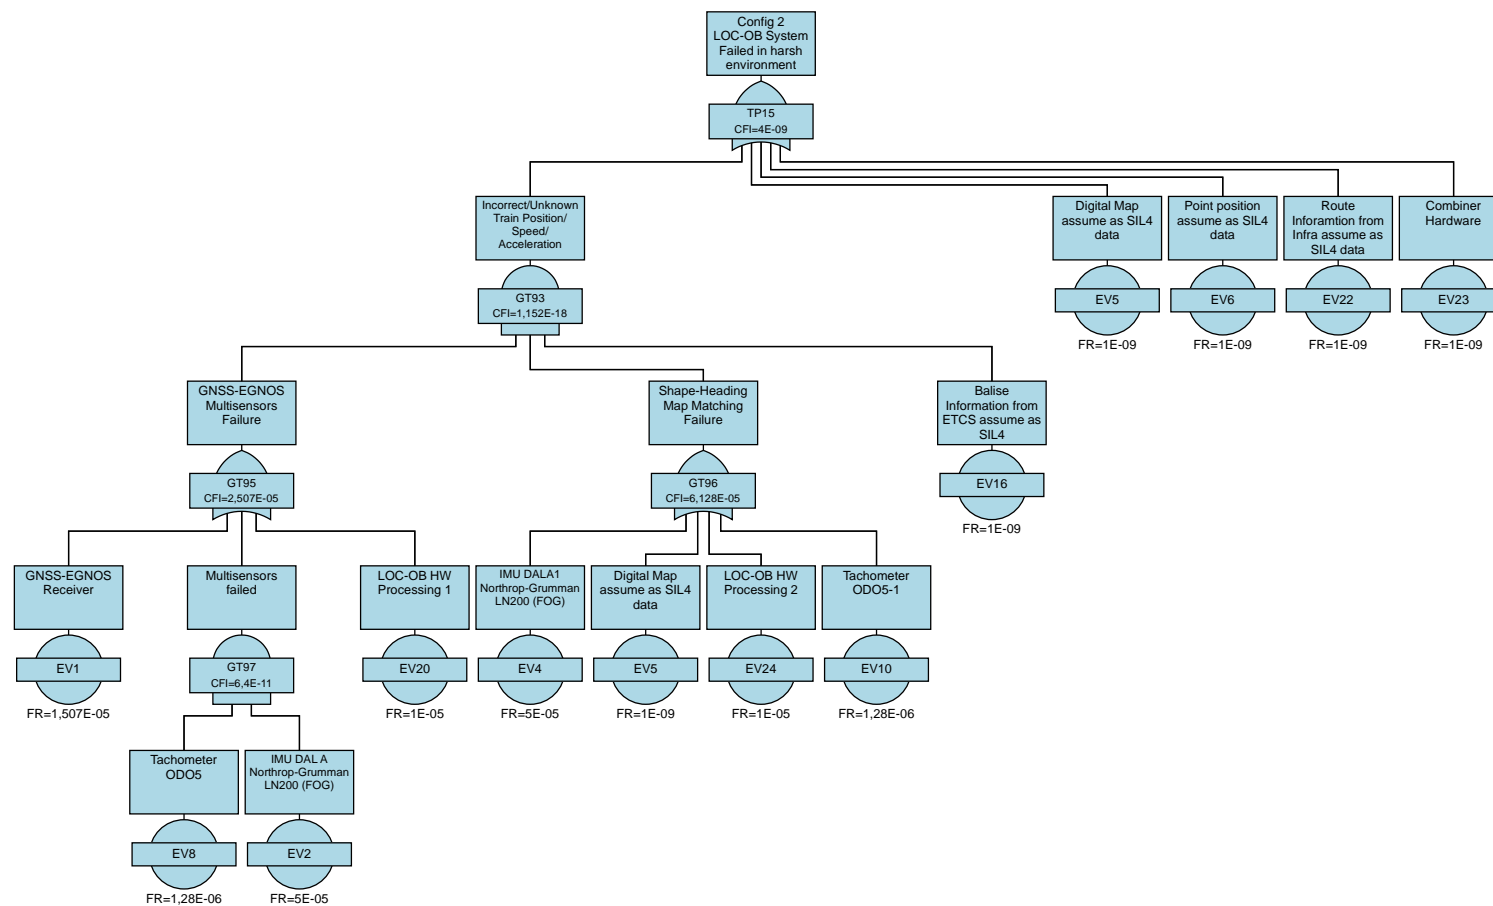 Config 2
LOC-OB System
Failed in harsh
environment
TP15
CFI=4E-09
Incorrect/Unknown
Train Position/
Speed/
Acceleration
GT93
CFI=1,152E-18
Digital Map
assume as SIL4
data
EV5
FR=1E-09
Point position
assume as SIL4
data
EV6
FR=1E-09
Route
Inforamtion from
Infra assume as
SIL4 data
EV22
FR=1E-09
Combiner
Hardware
EV23
FR=1E-09
GNSS-EGNOS
Multisensors
Failure
GT95
CFI=2,507E-05
Shape-Heading
Map Matching
Failure
GT96
CFI=6,128E-05
Balise
Information from
ETCS assume as
SIL4
EV16
FR=1E-09
GNSS-EGNOS
Receiver
EV1
FR=1,507E-05
Multisensors
failed
GT97
CFI=6,4E-11
LOC-OB HW
Processing 1
EV20
FR=1E-05
IMU DALA1
Northrop-Grumman
LN200 (FOG)
EV4
FR=5E-05
Digital Map
assume as SIL4
data
EV5
FR=1E-09
LOC-OB HW
Processing 2
EV24
FR=1E-05
Tachometer
ODO5-1
EV10
FR=1,28E-06
Tachometer
ODO5
EV8
FR=1,28E-06
IMU DAL A
Northrop-Grumman
LN200 (FOG)
EV2
FR=5E-05